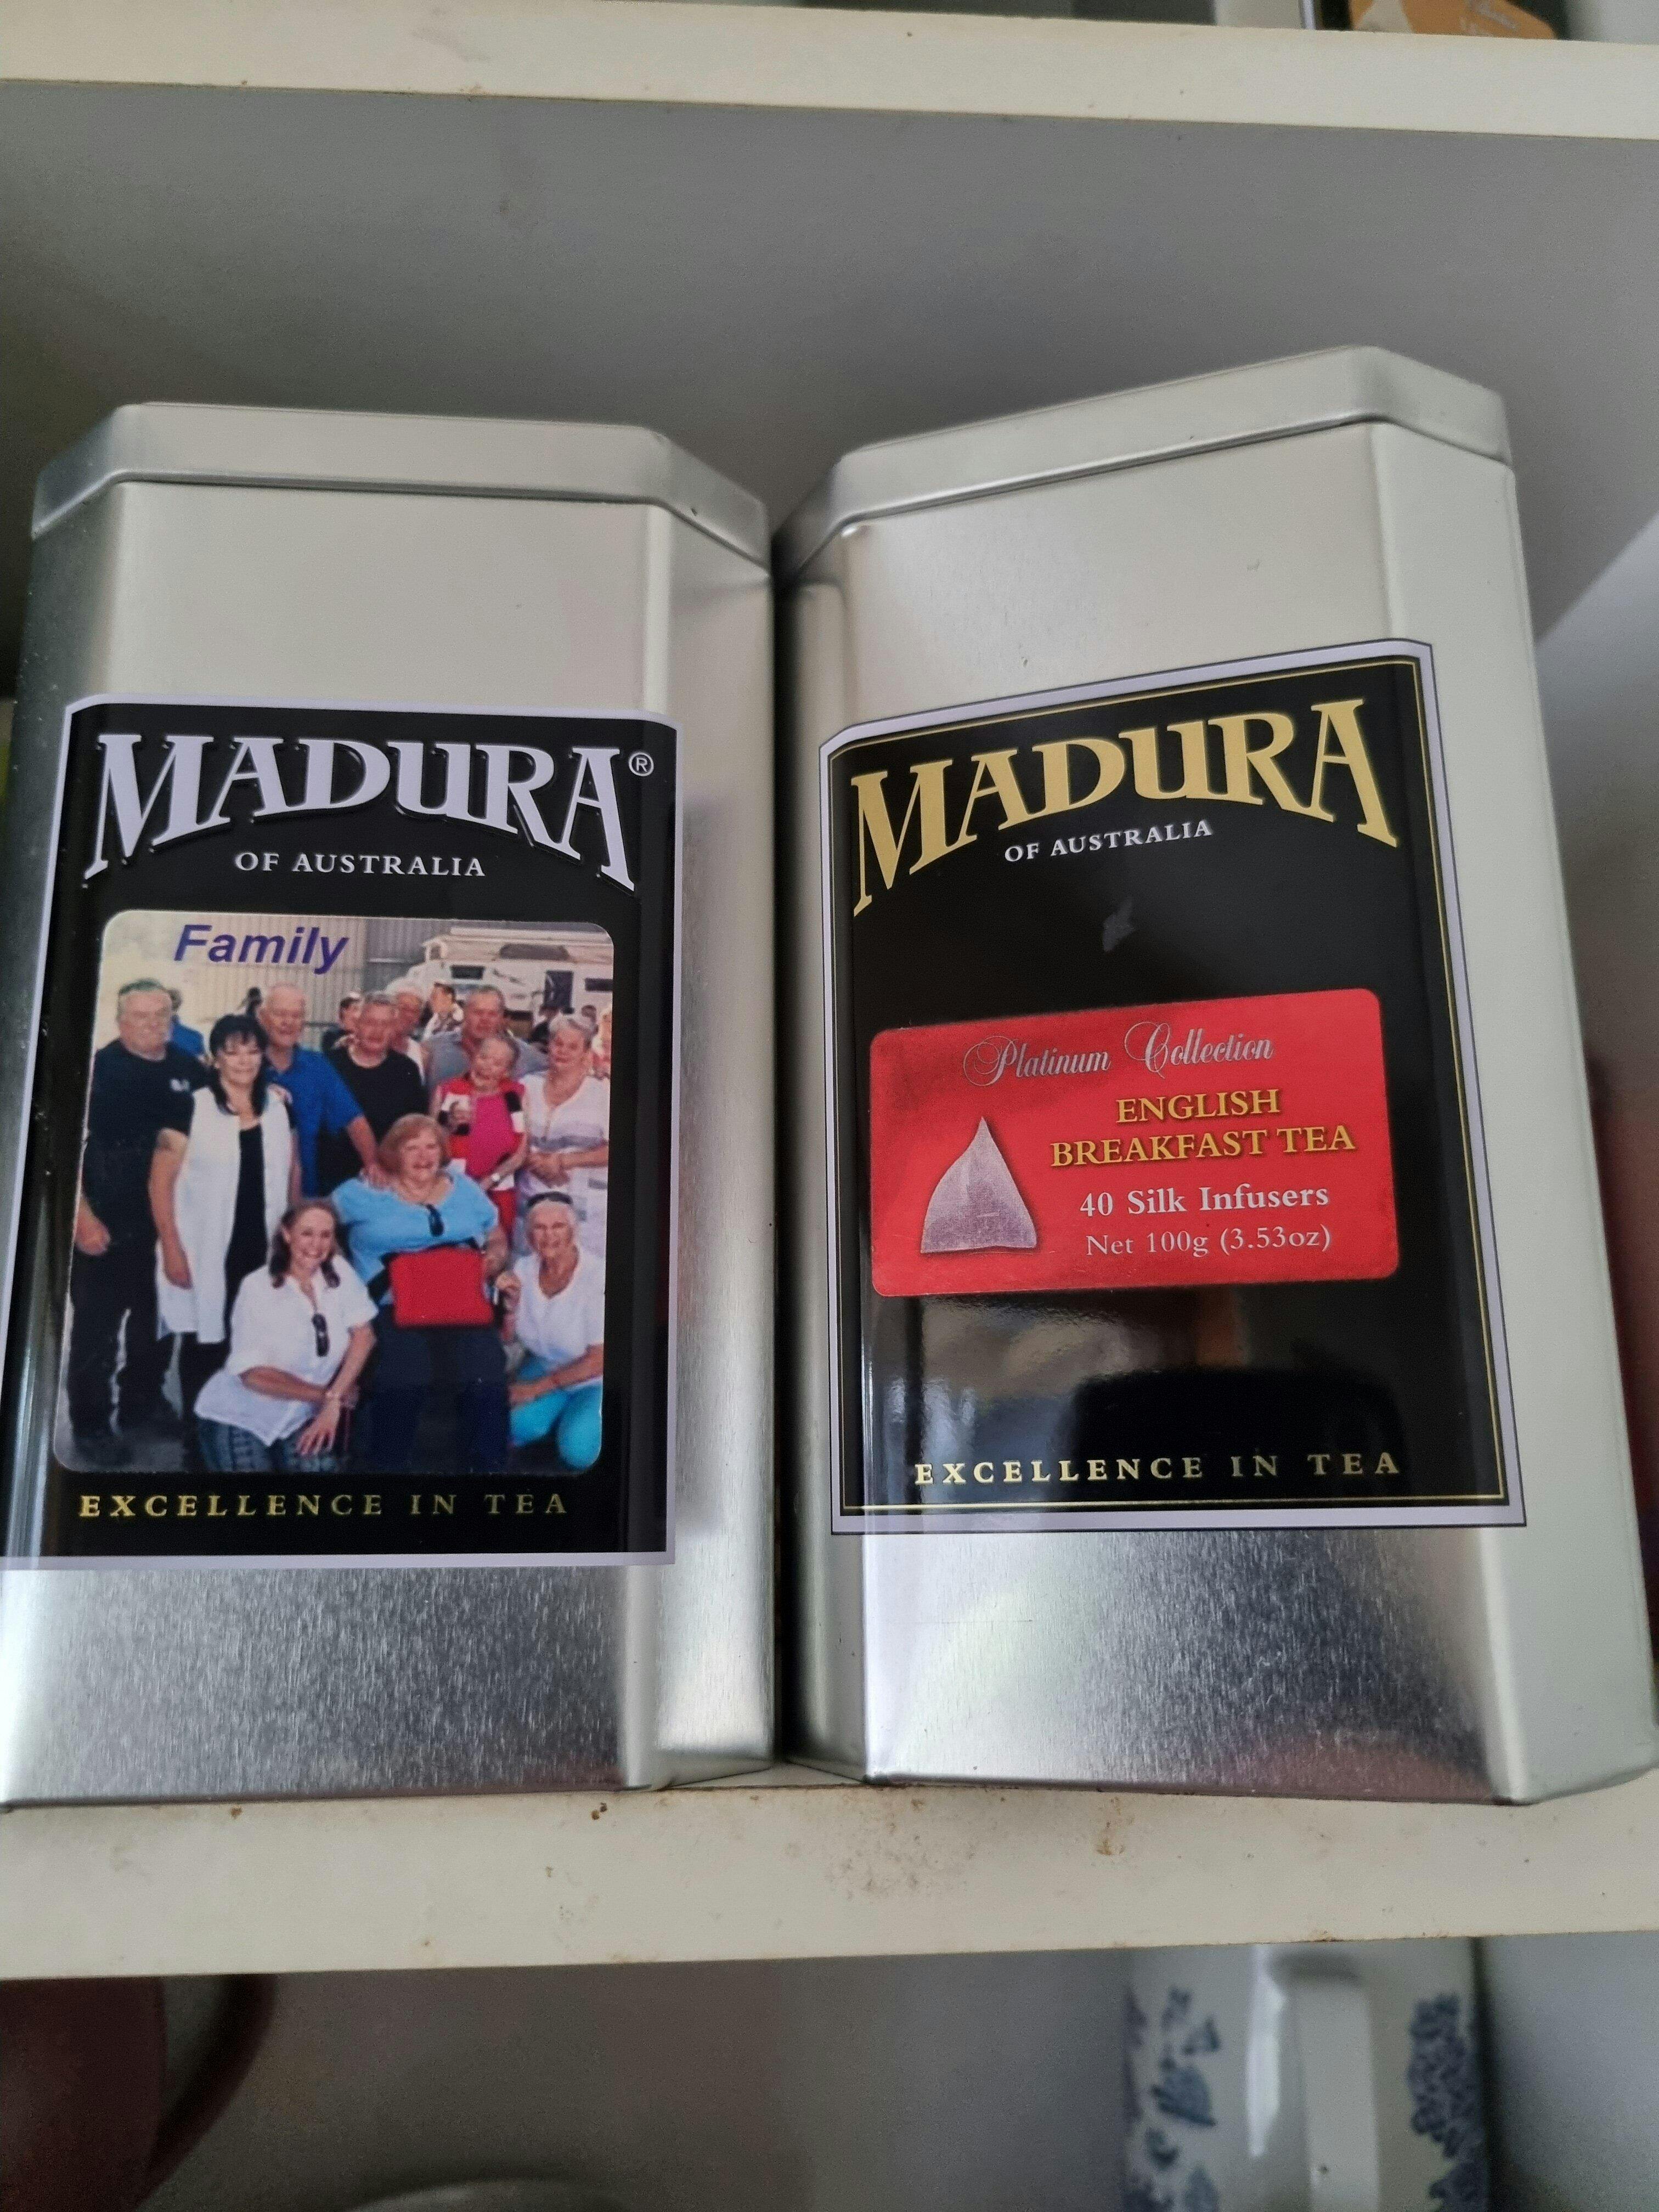 MADURA®
OF AUSTRALIA
Family
EXCELLENCE IN TEA
MADURA
OF AUSTRALIA
Platinum Collection
ENGLISH
BREAKFAST TEA
40 Silk Infusers
Net 100g (3.53oz)
EXCELLENCE IN TEA